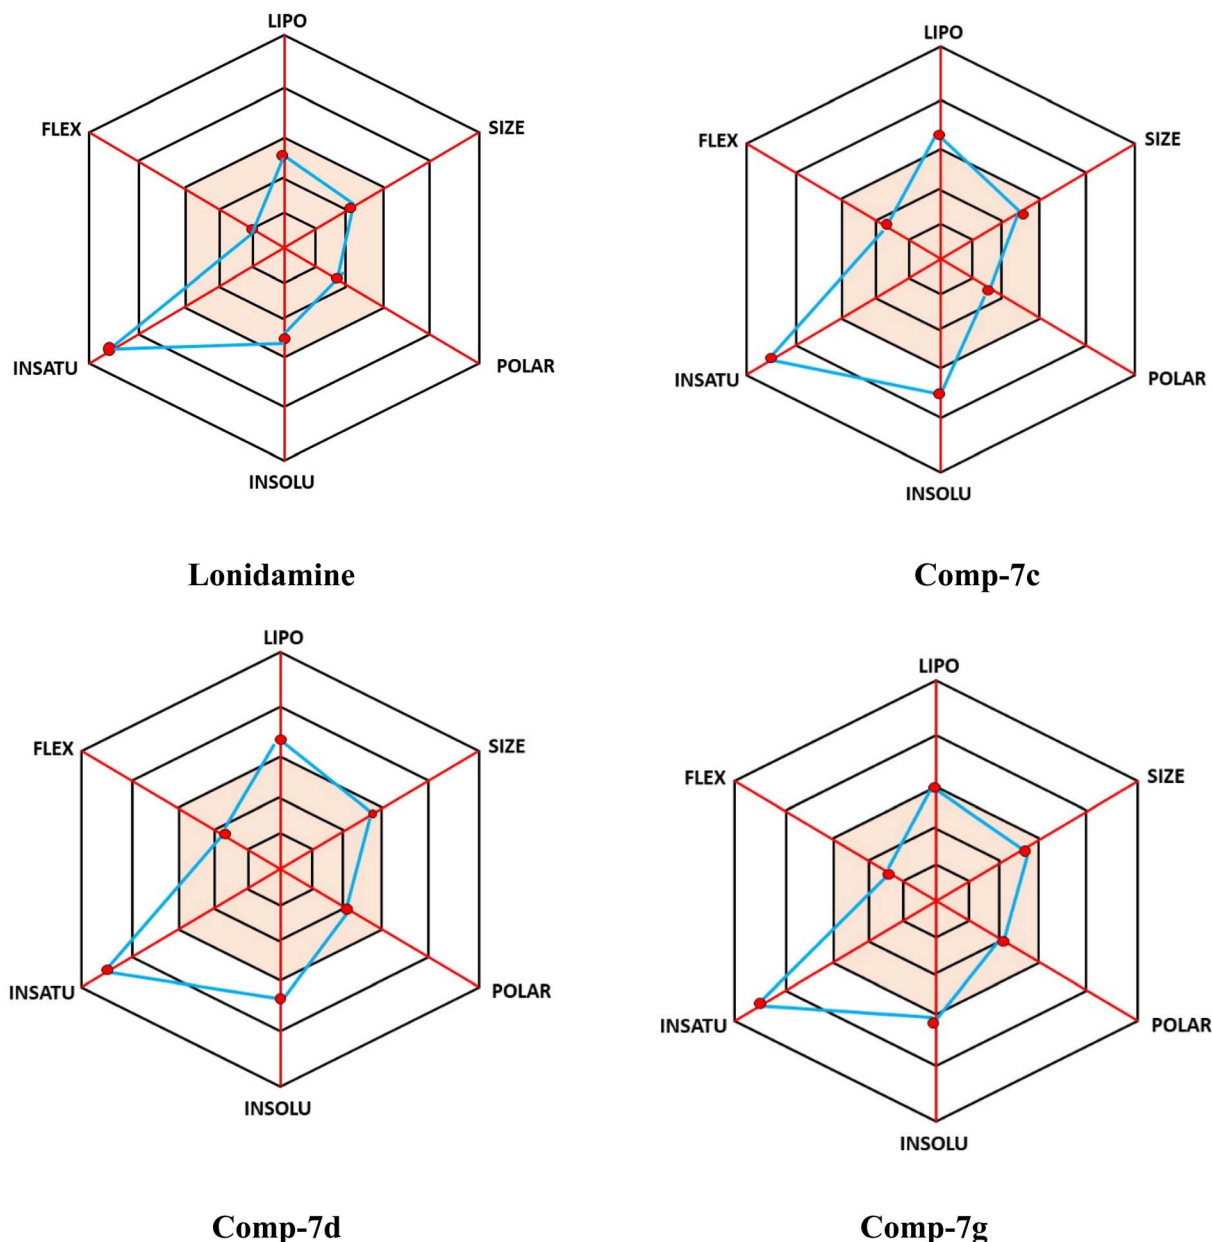 LIPO
FLEX
SIZE
INSATU
POLAR
INSOLU
Lonidamine
LIPO
FLEX
SIZE
INSATU
POLAR
INSOLU
Comp-7c
LIPO
FLEX
SIZE
INSATU
POLAR
INSOLU
Comp-7d
LIPO
FLEX
SIZE
INSATU
POLAR
INSOLU
Comp-7g